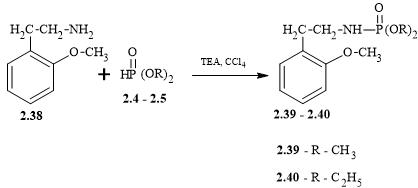 H₂C-CH₂-NH₂
O-CH₃
2.38
+
O
HP(OR)₂
2.4 - 2.5
TEA, CCl₄
H₂C-CH₂-NH-P(OR)₂
O
O-CH₃
2.39 - 2.40
2.39 - R - CH₃
2.40 - R - C₂H₅